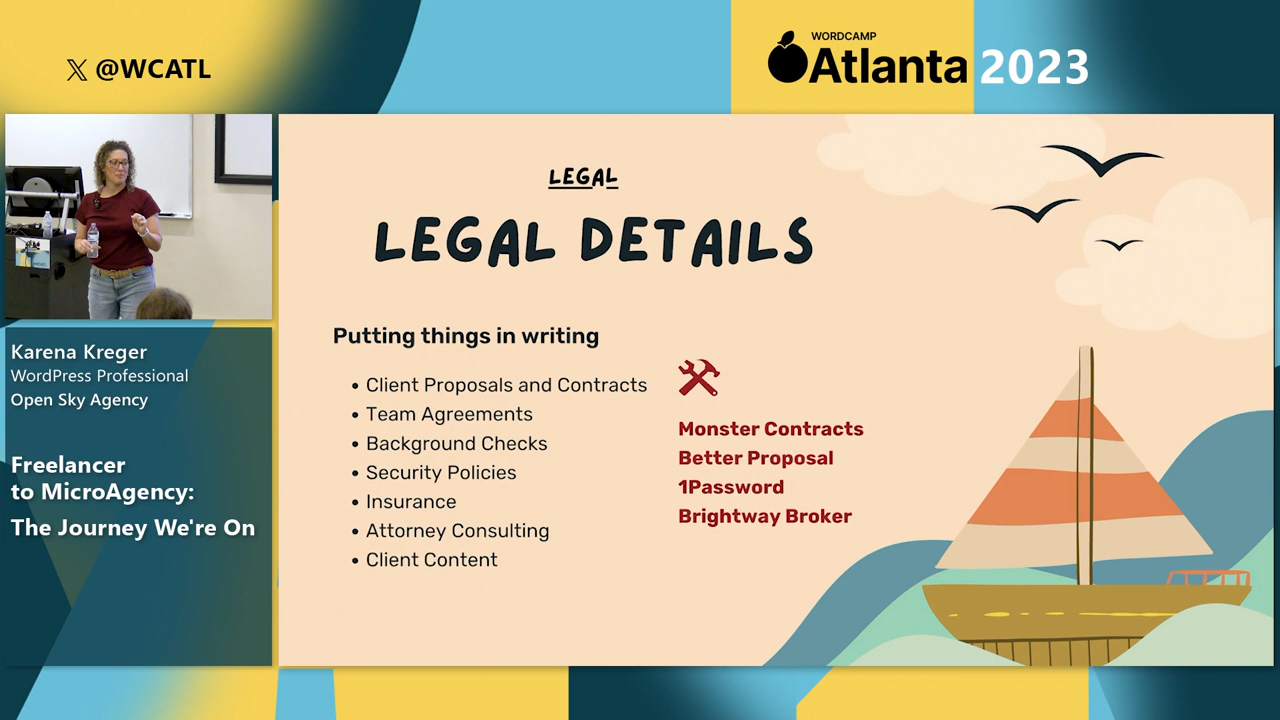 𝕏 @WCATL
WORDCAMP
Atlanta 2023
Karena Kreger
WordPress Professional
Open Sky Agency
Freelancer
to MicroAgency:
The Journey We're On
LEGAL
LEGAL DETAILS
Putting things in writing
• Client Proposals and Contracts
• Team Agreements
• Background Checks
• Security Policies
• Insurance
• Attorney Consulting
• Client Content
Monster Contracts
Better Proposal
1Password
Brightway Broker